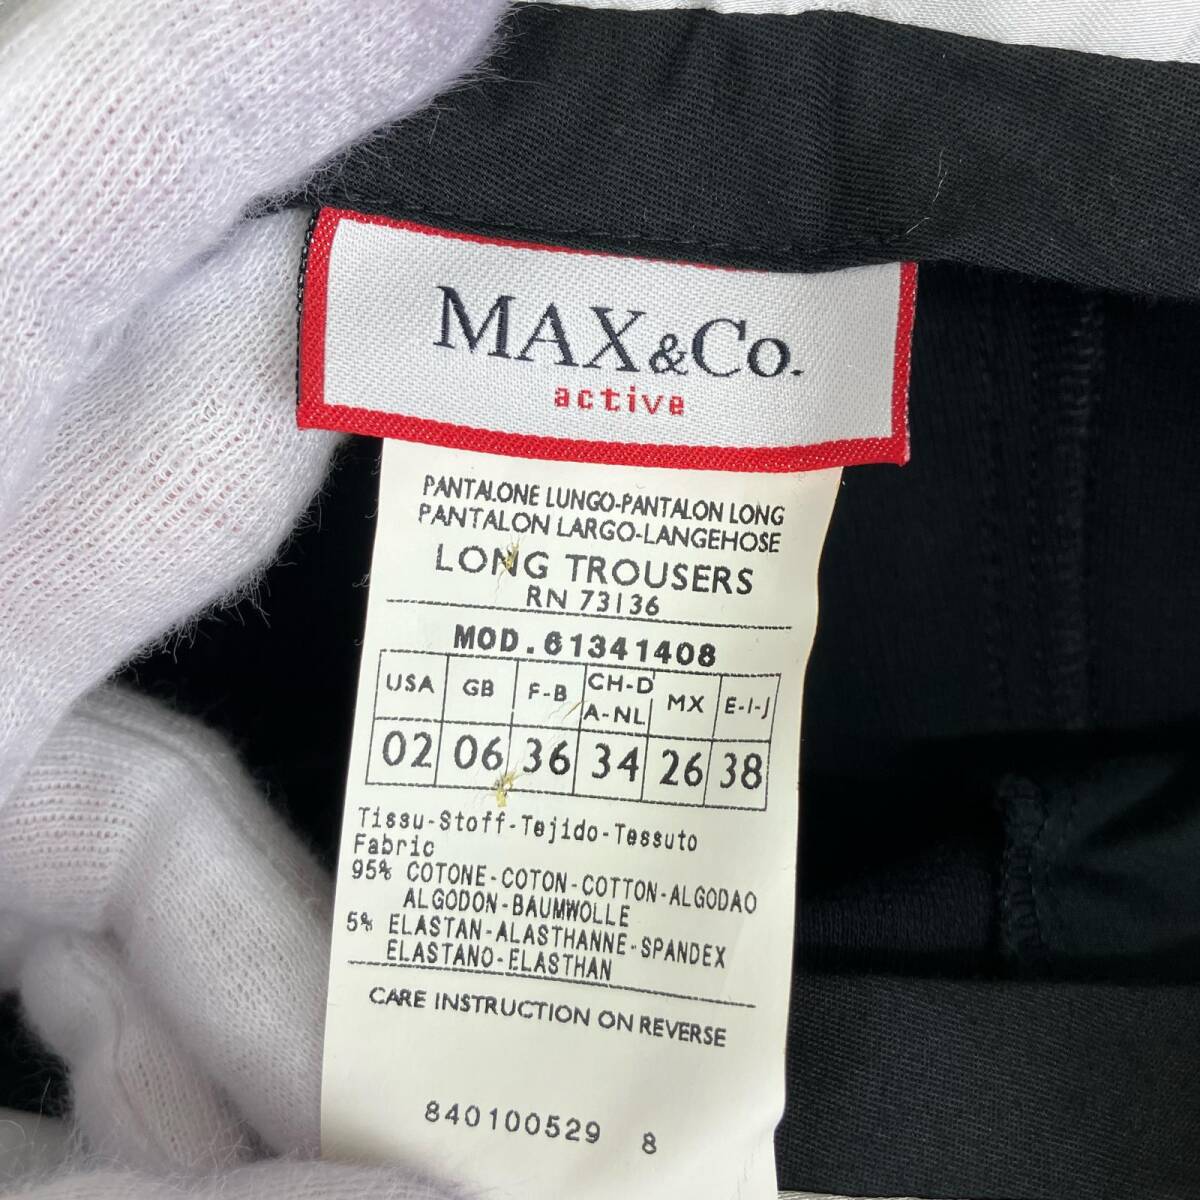 MAX&Co.
active
PANTALONE LUNGO-PANTALON LONG
PANTALON LARGO-LANGEHOSE
LONG TROUSERS
RN 73136
MOD.61341408
USA GB F-B CH-D A-NL MX E-I-J
02 06 36 34 26 38
Tissu-Stoff-Tejido-Tessuto
Fabric
95% COTONE-COTON-COTTON-ALGODAO
ALGODON-BAUMWOLLE
5% ELASTAN-ALASTHANNE-SPANDEX
ELASTANO-ELASTHAN
CARE INSTRUCTION ON REVERSE
840100529 8